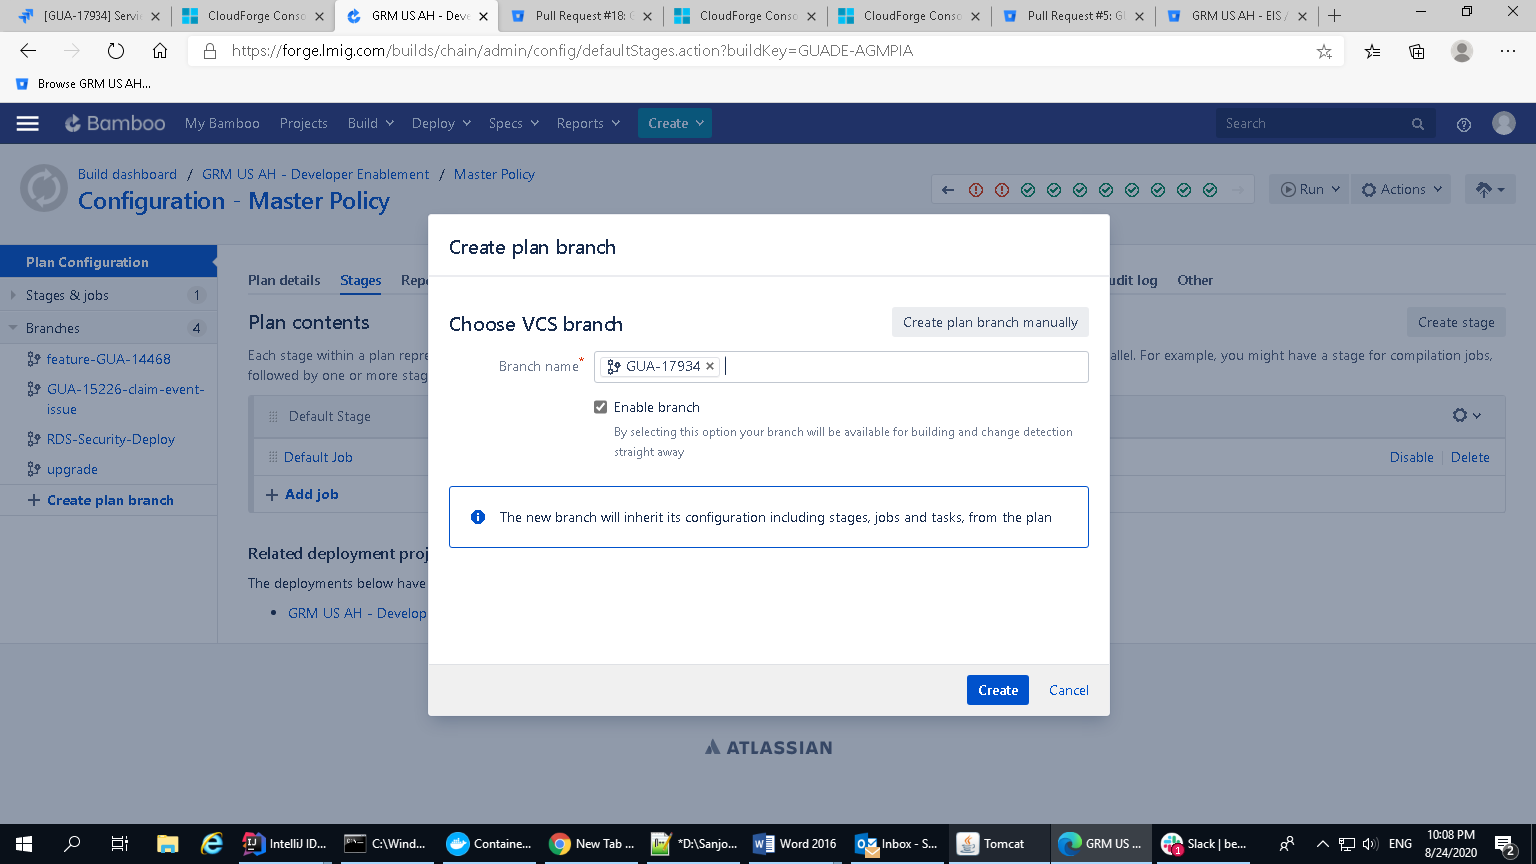 [GUA-17934] Servi
CloudForge Conso
GRM US AH - Deve
Pull Request #18: G
CloudForge Conso
CloudForge Conso
Pull Request #5: GU
GRM US AH - EIS /
https://forge.lmig.com/builds/chain/admin/config/defaultStages.action?buildKey=GUADE-AGMPIA
Browse GRM US AH...
Bamboo
My Bamboo
Projects
Build
Deploy
Specs
Reports
Create
Search
Build dashboard / GRM US AH - Developer Enablement / Master Policy
Configuration - Master Policy
Run
Actions
Plan Configuration
Stages & jobs 1
Branches 4
feature-GUA-14468
GUA-15226-claim-event-
issue
RDS-Security-Deploy
upgrade
Create plan branch
Plan details
Stages
Repo
udit log
Other
Plan contents
Create stage
Each stage within a plan repre
allel. For example, you might have a stage for compilation jobs,
followed by one or more stag
Default Stage
Default Job
Disable
Delete
Add job
Related deployment proj
The deployments below have
GRM US AH - Develop
Create plan branch
Choose VCS branch
Create plan branch manually
Branch name*
GUA-17934
Enable branch
By selecting this option your branch will be available for building and change detection
straight away
The new branch will inherit its configuration including stages, jobs and tasks, from the plan
Create
Cancel
ATLASSIAN
IntelliJ ID...
C:\Wind...
Containe...
New Tab ...
*D:\Sanjo...
Word 2016
Inbox - S...
Tomcat
GRM US ...
Slack | be...
1
ENG
10:08 PM
8/24/2020
2